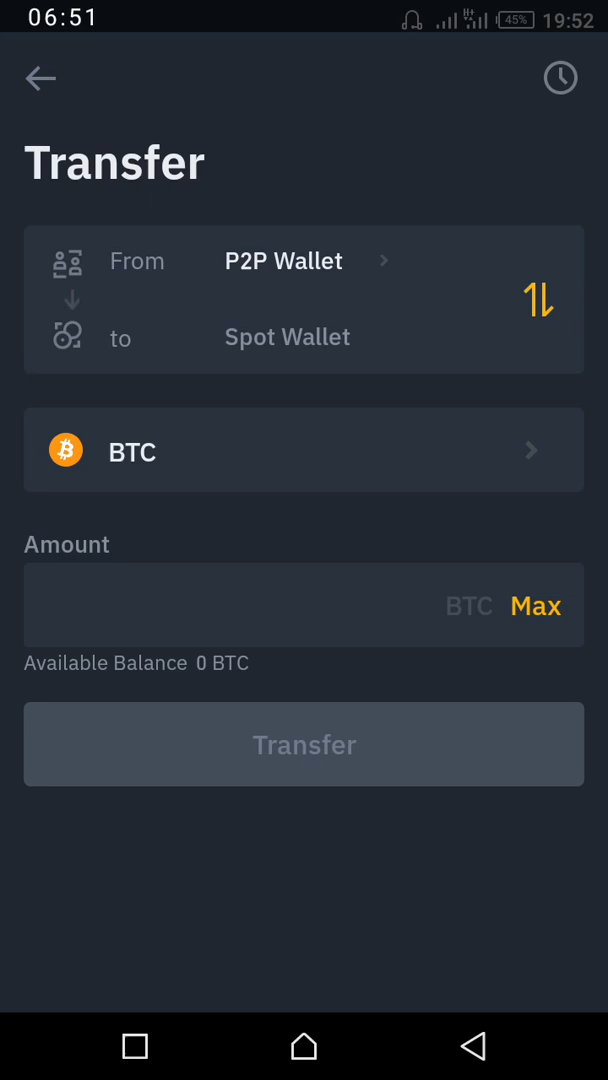 06:51 45% 19:52
Transfer
From P2P Wallet
to Spot Wallet
BTC
Amount
BTC Max
Available Balance 0 BTC
Transfer